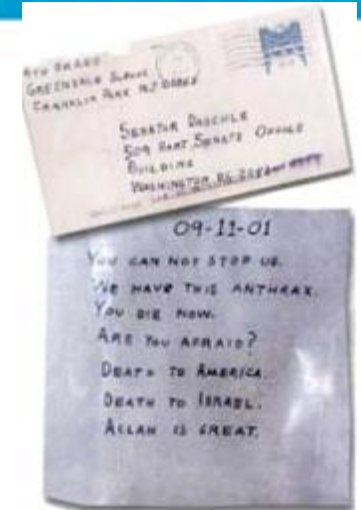 4TH GRADE
GREENDALE SCHOOL
FRANKLIN PARK NJ 08852
SENATOR DASCHLE
509 HART SENATE OFFICE
BUILDING
WASHINGTON
09-11-01
YOU CAN NOT STOP US.
WE HAVE THIS ANTHRAX.
YOU DIE NOW.
ARE YOU AFRAID?
DEATH TO AMERICA.
DEATH TO ISRAEL.
ALLAH IS GREAT.